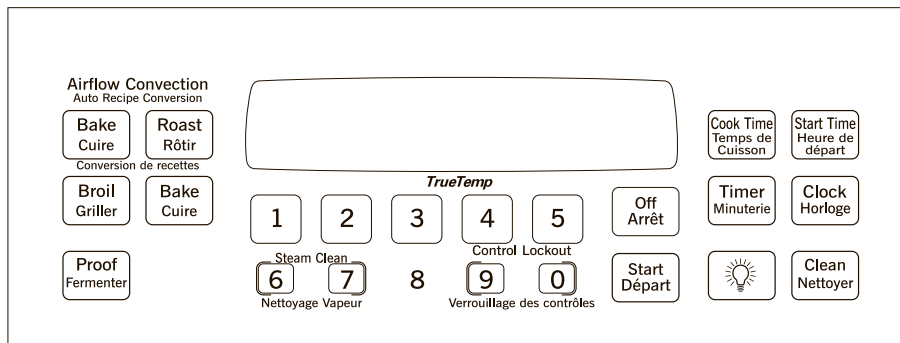 Airflow Convection
Auto Recipe Conversion
Bake
Cuire
Roast
Rôtir
Conversion de recettes
Broil
Griller
Bake
Cuire
Proof
Fermenter
TrueTemp
1 2 3 4 5
Steam Clean
Control Lockout
6 7 8 9 0
Nettoyage Vapeur
Verrouillage des contrôles
Off
Arrêt
Start
Départ
Cook Time
Temps de
Cuisson
Start Time
Heure de
départ
Timer
Minuterie
Clock
Horloge
Clean
Nettoyer